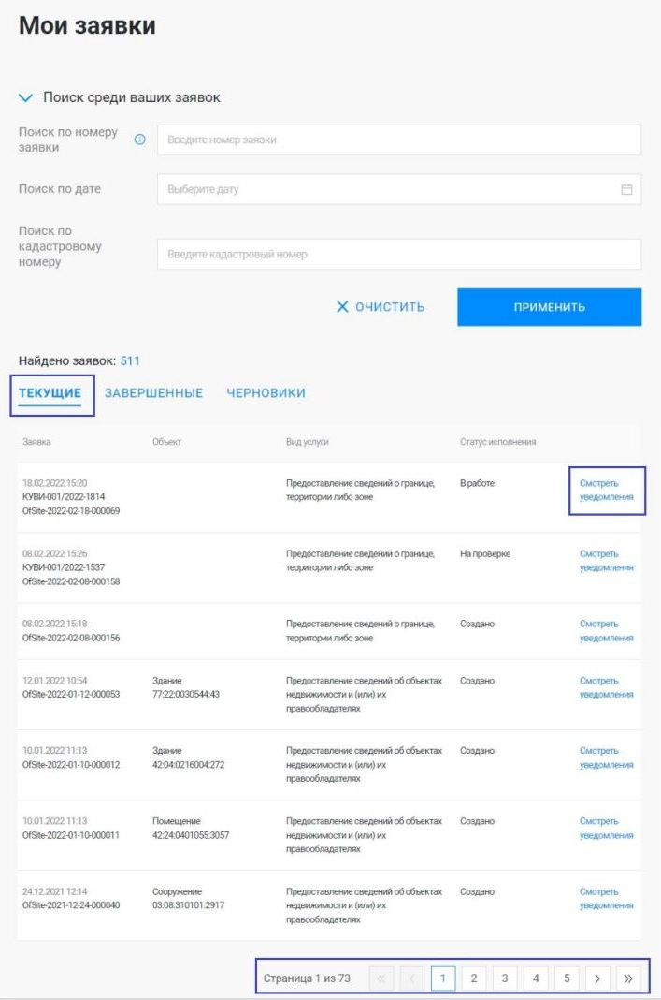 Мои заявки
Поиск среди ваших заявок
Поиск по номеру
заявки
Введите номер заявки
Поиск по дате
Выберите дату
Поиск по
кадастровому
номеру
Введите кадастровый номер
ОЧИСТИТЬ
ПРИМЕНИТЬ
Найдено заявок: 511
ТЕКУЩИЕ ЗАВЕРШЕННЫЕ ЧЕРНОВИКИ
Заявка Объект Вид услуги Статус исполнения
18.02.2022 15:20 Предоставление сведений о границе, В работе Смотреть
КУВИ-001/2022-1814 территории либо зоне уведомления
OfSite-2022-02-18-000069
08.02.2022 15:26 Предоставление сведений о границе, На проверке Смотреть
КУВИ-001/2022-1537 территории либо зоне уведомления
OfSite-2022-02-08-000158
08.02.2022 15:18 Предоставление сведений о границе, Создано Смотреть
OfSite-2022-02-08-000156 территории либо зоне уведомления
12.01.2022 10:54 Здание Предоставление сведений об объектах Создано Смотреть
OfSite-2022-01-12-000053 77:22:0030544:43 недвижимости и (или) их уведомления
правообладателях
10.01.2022 11:13 Здание Предоставление сведений об объектах Создано Смотреть
OfSite-2022-01-10-000012 42:04:0216004:272 недвижимости и (или) их уведомления
правообладателях
10.01.2022 11:13 Помещение Предоставление сведений об объектах Создано Смотреть
OfSite-2022-01-10-000011 42:24:0401055:3057 недвижимости и (или) их уведомления
правообладателях
24.12.2021 12:14 Сооружение Предоставление сведений об объектах Создано Смотреть
OfSite-2021-12-24-000040 03:08:310101:2917 недвижимости и (или) их уведомления
правообладателях
Страница 1 из 73 « ‹ 1 2 3 4 5 › »